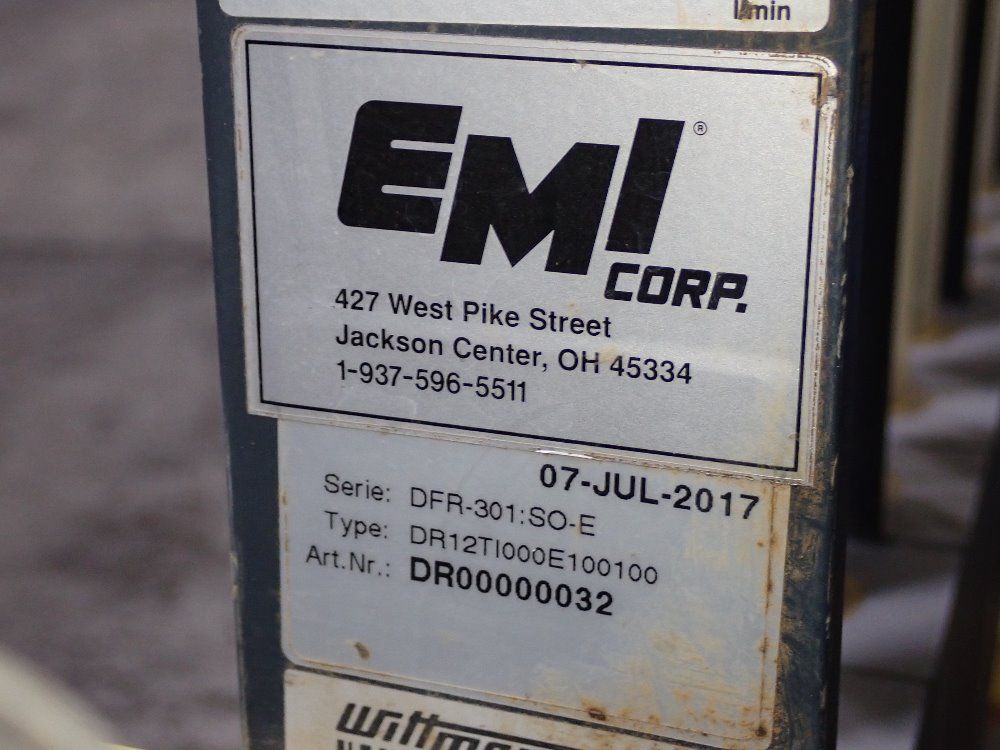 l/min
EMI®
CORP.
427 West Pike Street
Jackson Center, OH 45334
1-937-596-5511
07-JUL-2017
Serie: DFR-301:SO-E
Type: DR12TI000E100100
Art.Nr.: DR00000032